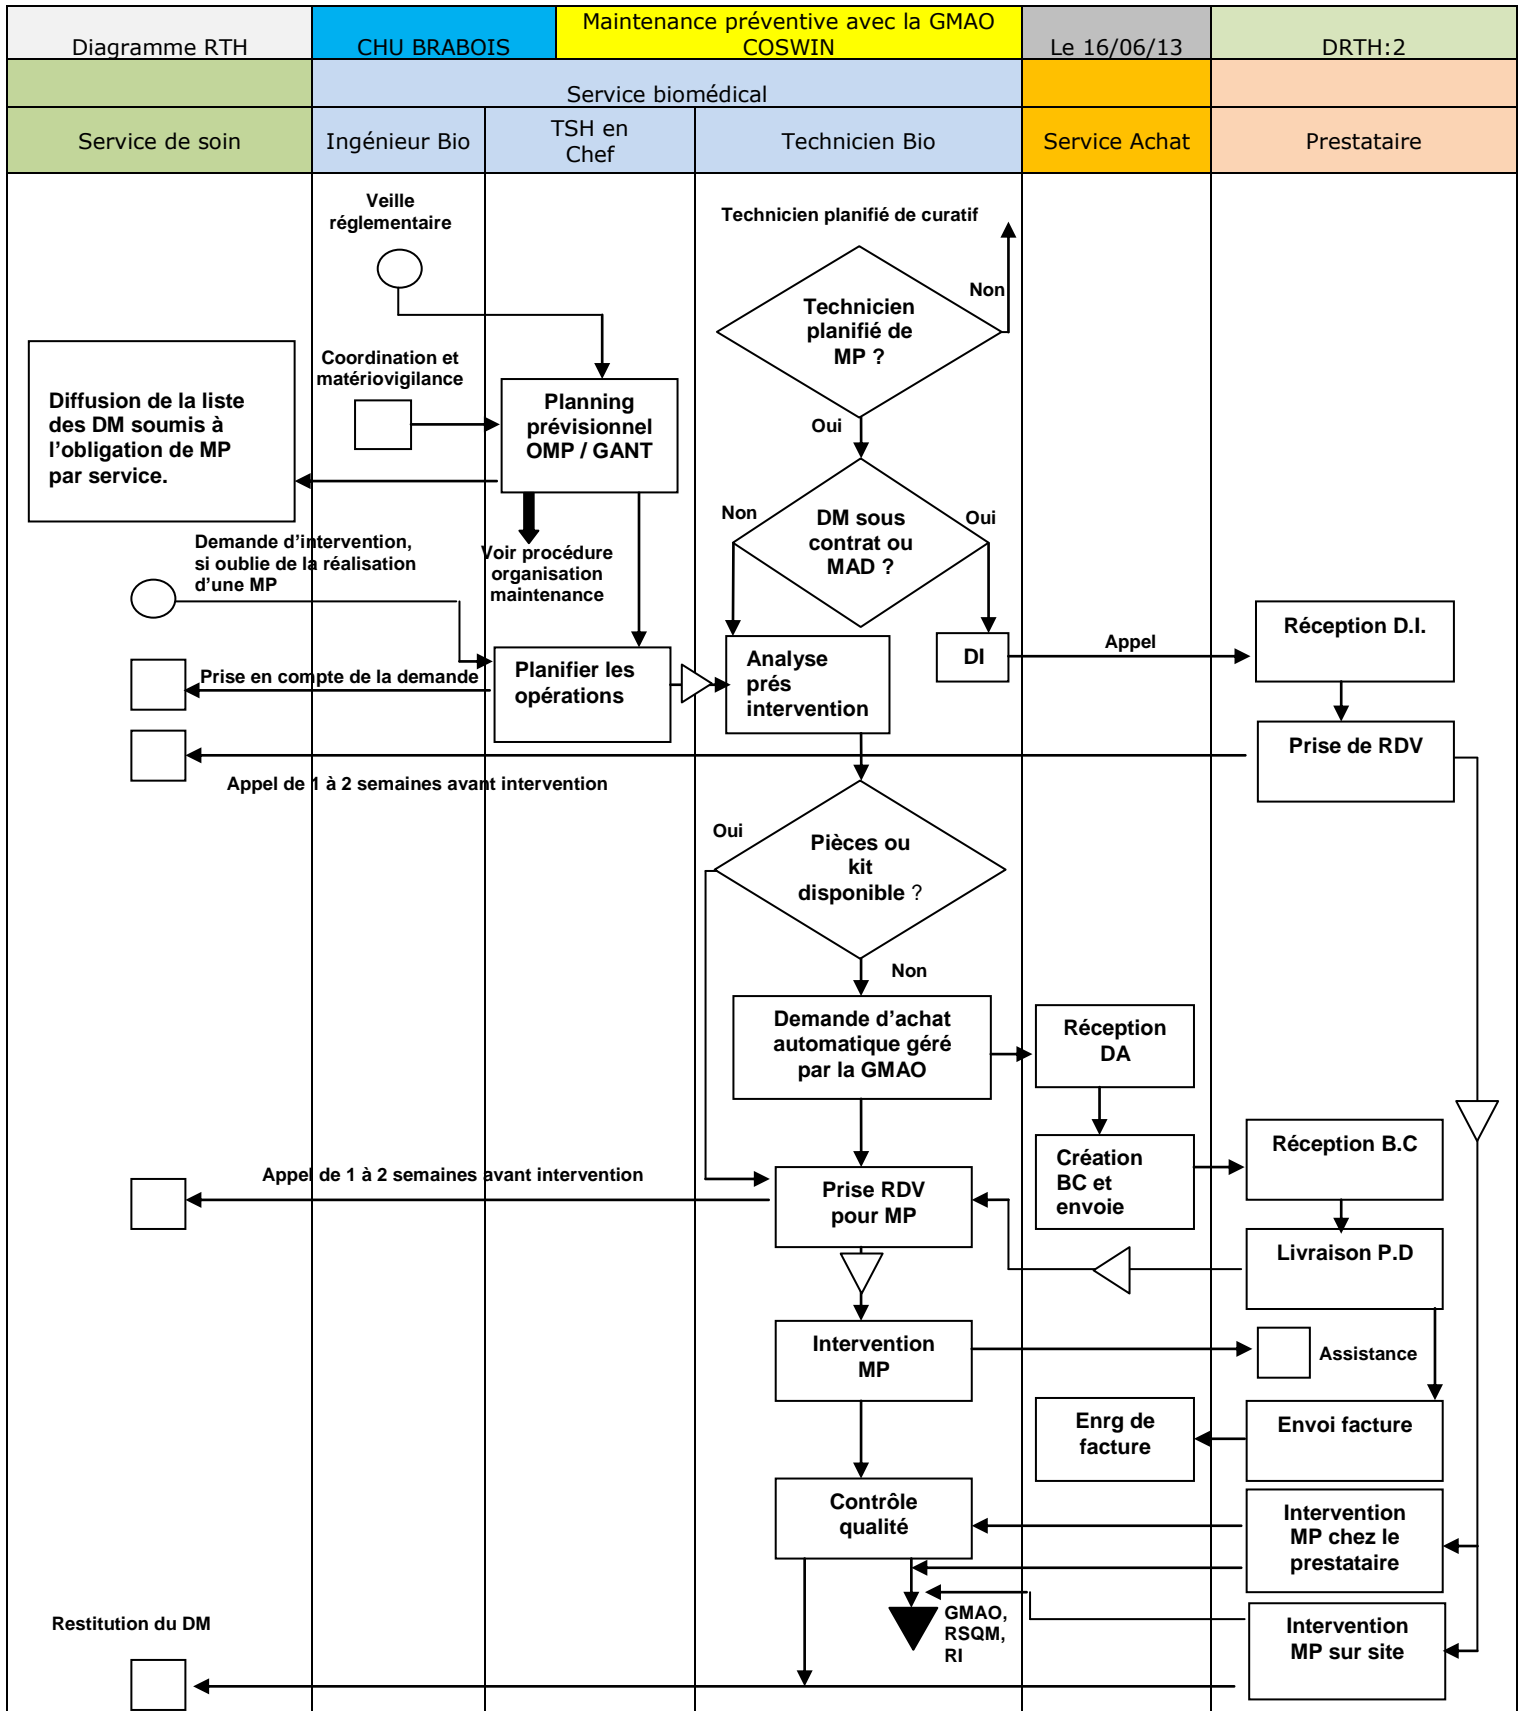 Diagramme RTH
CHU BRABOIS
Maintenance préventive avec la GMAO
COSWIN
Le 16/06/13
DRTH:2
Service biomédical
Service de soin
Ingénieur Bio
TSH en
Chef
Technicien Bio
Service Achat
Prestataire
Veille
réglementaire
Technicien planifié de curatif
Non
Technicien
planifié de
MP ?
Coordination et
matériovigilance
Planning
prévisionnel
OMP / GANT
Diffusion de la liste
des DM soumis à
l'obligation de MP
par service.
Oui
Non
DM sous
contrat ou
MAD ?
Oui
Demande d'intervention,
si oublie de la réalisation
d'une MP
Voir procédure
organisation
maintenance
Réception D.I.
Appel
DI
Analyse
prés
intervention
Planifier les
opérations
Prise en compte de la demande
Prise de RDV
Appel de 1 à 2 semaines avant intervention
Oui
Pièces ou
kit
disponible ?
Non
Demande d'achat
automatique géré
par la GMAO
Réception
DA
Réception B.C
Création
BC et
envoie
Appel de 1 à 2 semaines avant intervention
Prise RDV
pour MP
Livraison P.D
Intervention
MP
Assistance
Enrg de
facture
Envoi facture
Contrôle
qualité
Intervention
MP chez le
prestataire
Restitution du DM
GMAO,
RSQM,
RI
Intervention
MP sur site